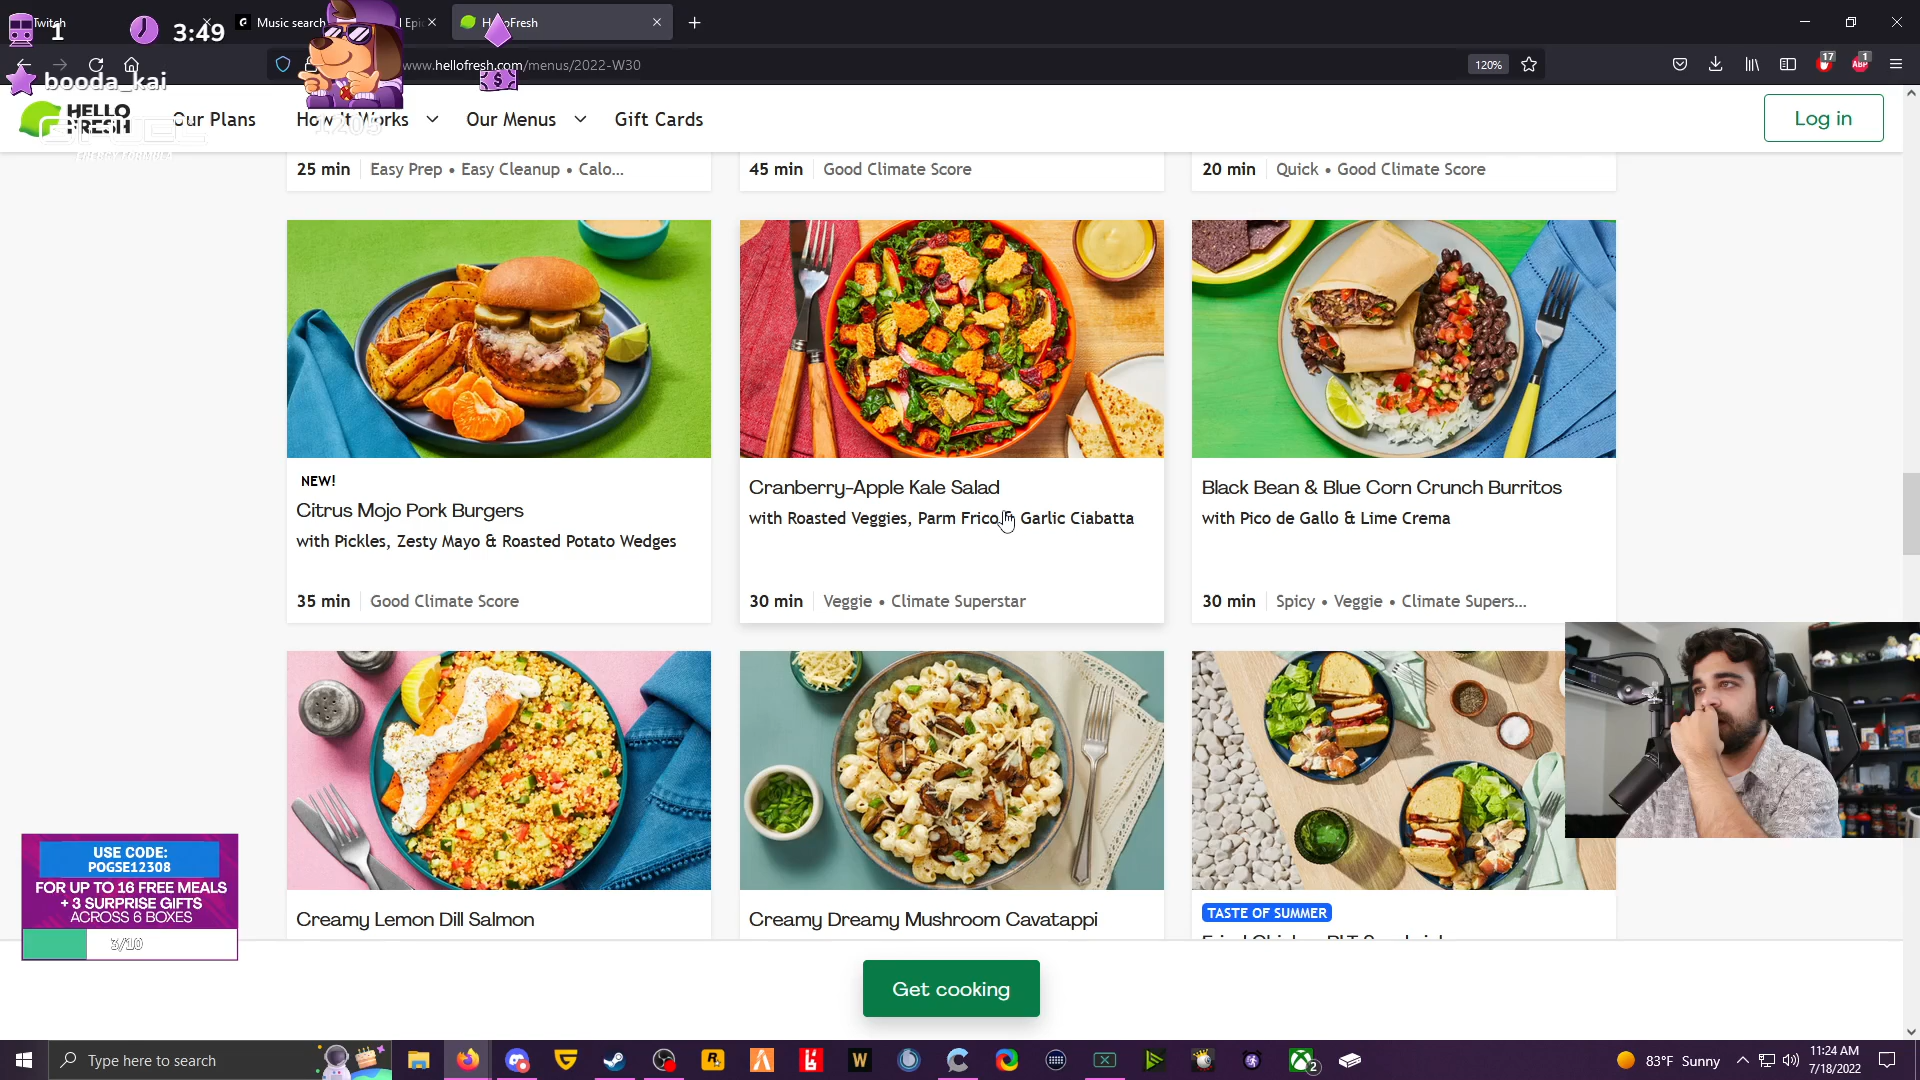 Twitch
Music search
Epi
HelloFresh
1
3:49
www.hellofresh.com/menus/2022-W30
120%
17
1
booda_kai
HELLO
FRESH
Our Plans
How It Works
Our Menus
Gift Cards
Log in
1205
ENERGY FORMULA
25 min
Easy Prep • Easy Cleanup • Calo...
45 min
Good Climate Score
20 min
Quick • Good Climate Score
NEW!
Citrus Mojo Pork Burgers
with Pickles, Zesty Mayo & Roasted Potato Wedges
35 min
Good Climate Score
Cranberry-Apple Kale Salad
with Roasted Veggies, Parm Frico & Garlic Ciabatta
30 min
Veggie • Climate Superstar
Black Bean & Blue Corn Crunch Burritos
with Pico de Gallo & Lime Crema
30 min
Spicy • Veggie • Climate Supers...
Creamy Lemon Dill Salmon
Creamy Dreamy Mushroom Cavatappi
TASTE OF SUMMER
USE CODE:
POGSE12308
FOR UP TO 16 FREE MEALS
+ 3 SURPRISE GIFTS
ACROSS 6 BOXES
3/10
Get cooking
Type here to search
2
83°F Sunny
11:24 AM
7/18/2022